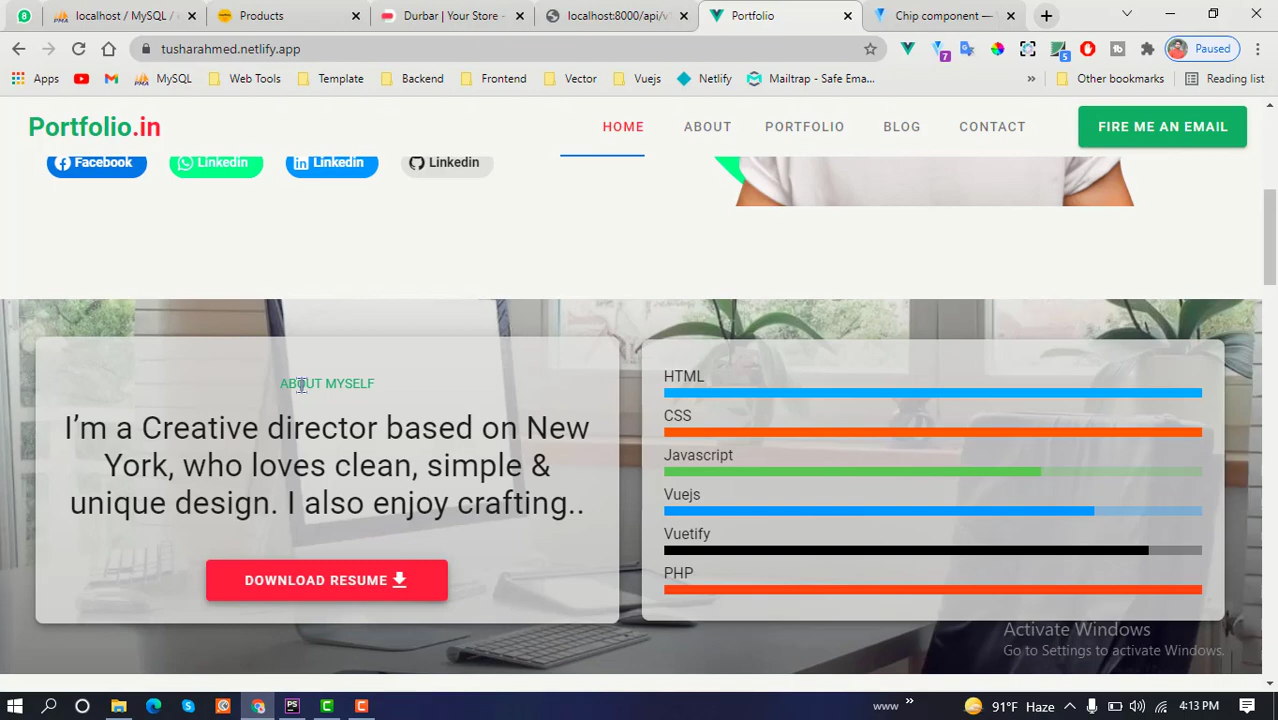 8
localhost / MySQL / c
Products
Durbar | Your Store -
localhost:8000/api/v
Portfolio
Chip component —
tusharahmed.netlify.app
7
5
Paused
Apps
MySQL
Web Tools
Template
Backend
Frontend
Vector
Vuejs
Netlify
Mailtrap - Safe Ema...
»
Other bookmarks
Reading list
Portfolio.in
HOME
ABOUT
PORTFOLIO
BLOG
CONTACT
FIRE ME AN EMAIL
Facebook
Linkedin
Linkedin
Linkedin
ABOUT MYSELF
I’m a Creative director based on New
York, who loves clean, simple &
unique design. I also enjoy crafting..
DOWNLOAD RESUME
HTML
CSS
Javascript
Vuejs
Vuetify
PHP
Activate Windows
Go to Settings to activate Windows.
www
»
91°F Haze
4:13 PM